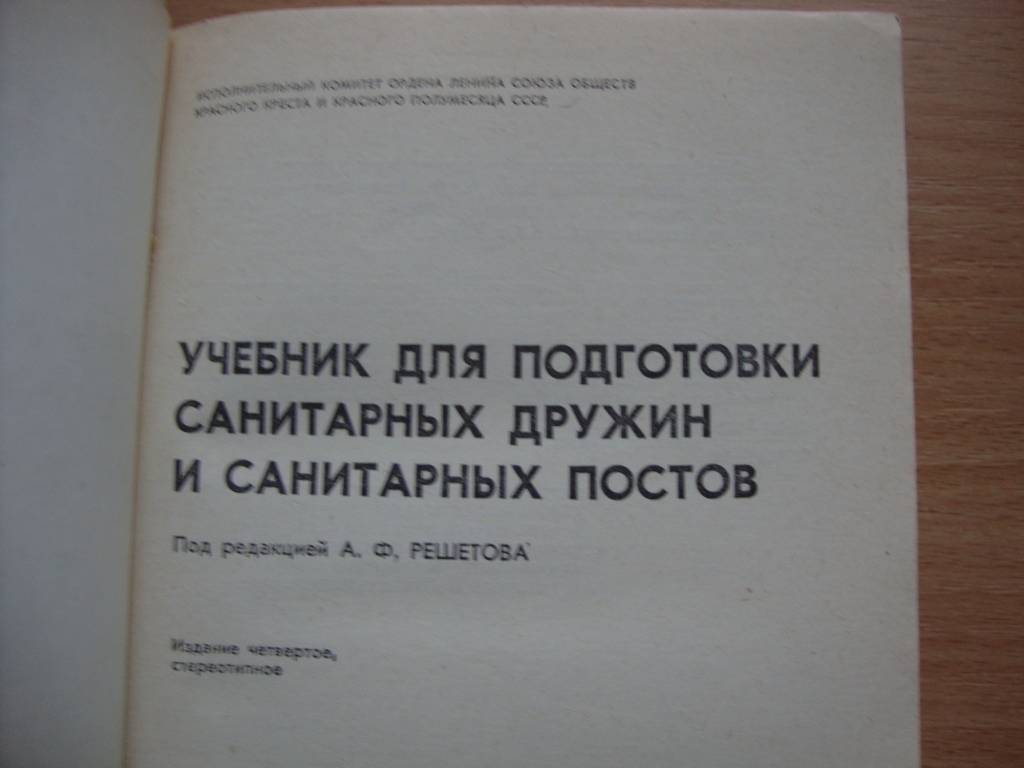 ИСПОЛНИТЕЛЬНЫЙ КОМИТЕТ ОРДЕНА ЛЕНИНА СОЮЗА ОБЩЕСТВ
КРАСНОГО КРЕСТА И КРАСНОГО ПОЛУМЕСЯЦА СССР
УЧЕБНИК ДЛЯ ПОДГОТОВКИ
САНИТАРНЫХ ДРУЖИН
И САНИТАРНЫХ ПОСТОВ
Под редакцией А. Ф. РЕШЕТОВА
Издание четвертое,
стереотипное